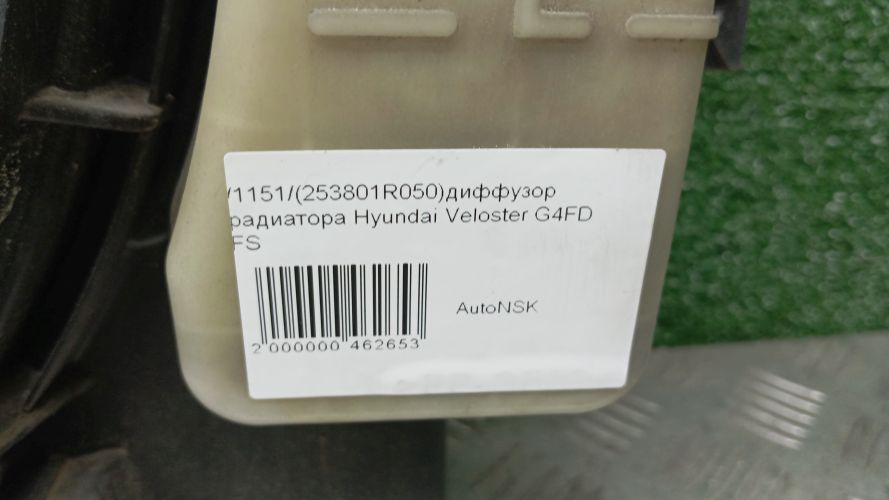 /1151/(253801R050)диффузор
радиатора Hyundai Veloster G4FD
FS
AutoNSK
2 000000 462653